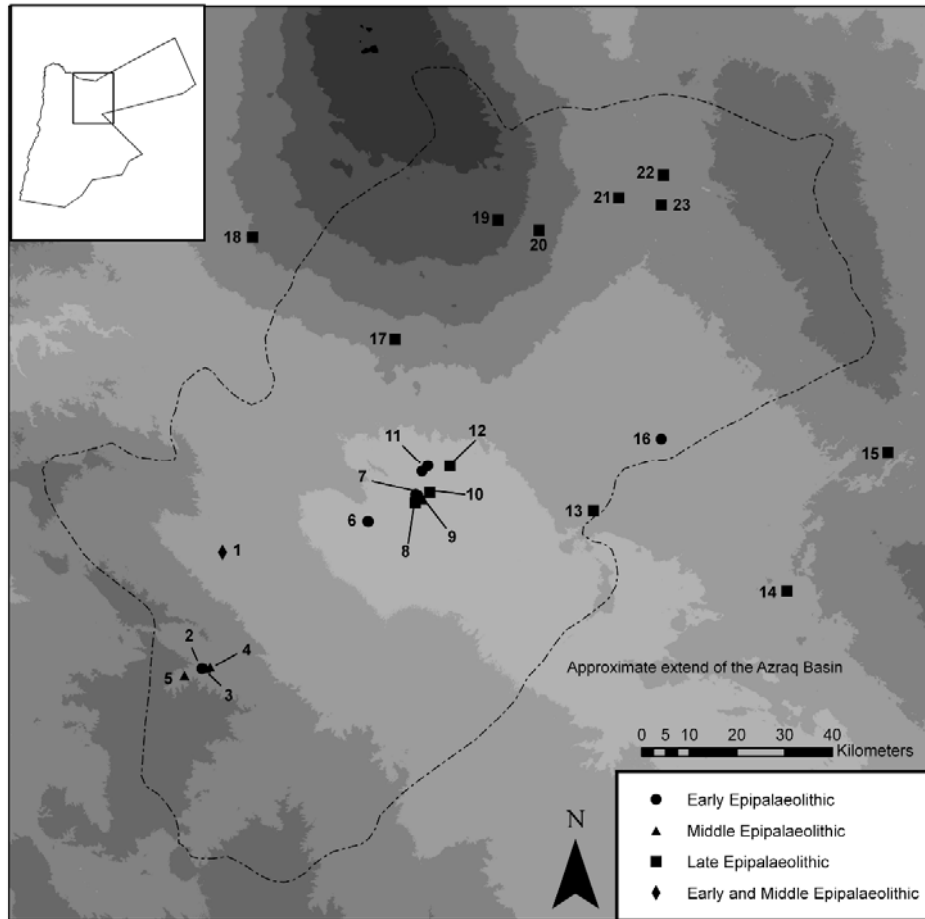 22
21
23
19
18
20
17
11
12
16
15
7
10
13
6
8
9
1
14
2
4
5
3
Approximate extend of the Azraq Basin
0 5 10 20 30 40
Kilometers
N
Early Epipalaeolithic
Middle Epipalaeolithic
Late Epipalaeolithic
Early and Middle Epipalaeolithic